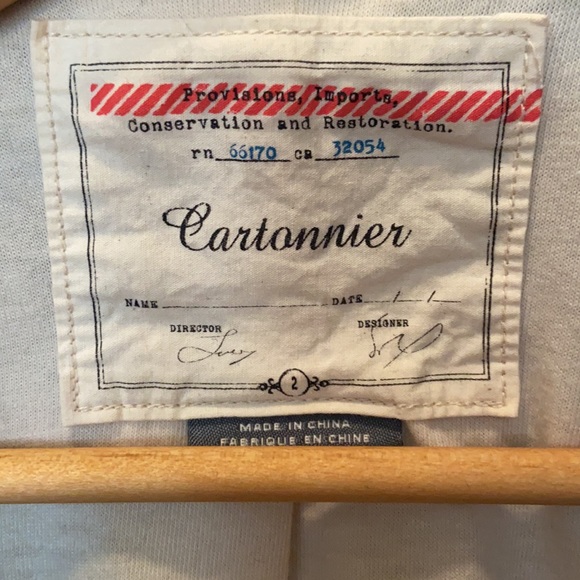 Provisions, Imports,
Conservation and Restoration.
rn 66170 ca 32054
Cartonnier
NAME DATE / /
DIRECTOR DESIGNER
2
MADE IN CHINA
FABRIQUE EN CHINE